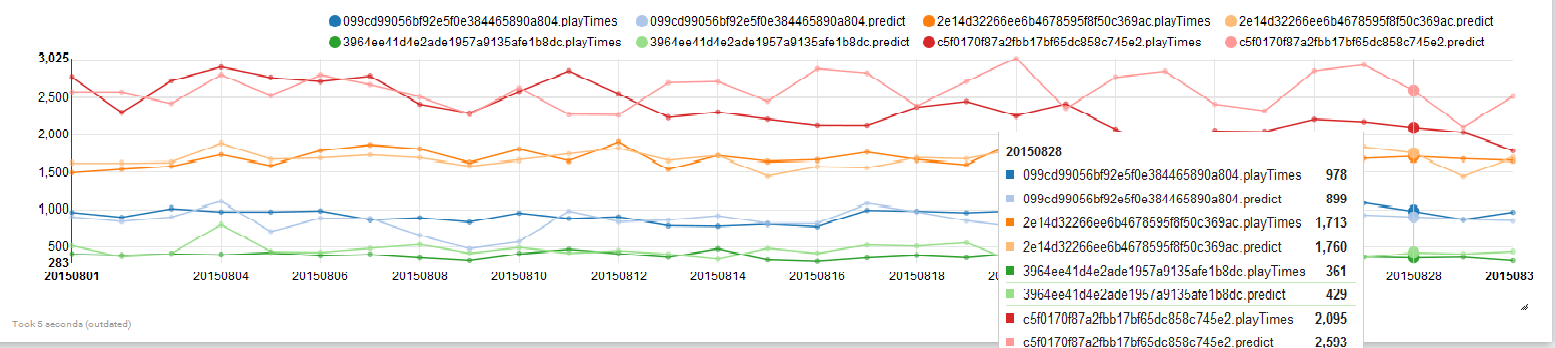 099cd99056bf92e5f0e384465890a804.playTimes 099cd99056bf92e5f0e384465890a804.predict 2e14d32266ee6b4678595f8f50c369ac.playTimes 2e14d32266ee6b4678595f8f50c369ac.predict
3964ee41d4e2ade1957a9135afe1b8dc.playTimes 3964ee41d4e2ade1957a9135afe1b8dc.predict c5f0170f87a2fbb17bf65dc858c745e2.playTimes c5f0170f87a2fbb17bf65dc858c745e2.predict
3,025
2,500
2,000
1,500
1,000
500
283
20150801 20150804 20150806 20150808 20150810 20150812 20150814 20150816 20150818 20150828 2015083
20150828
099cd99056bf92e5f0e384465890a804.playTimes 978
099cd99056bf92e5f0e384465890a804.predict 899
2e14d32266ee6b4678595f8f50c369ac.playTimes 1,713
2e14d32266ee6b4678595f8f50c369ac.predict 1,760
3964ee41d4e2ade1957a9135afe1b8dc.playTimes 361
3964ee41d4e2ade1957a9135afe1b8dc.predict 429
c5f0170f87a2fbb17bf65dc858c745e2.playTimes 2,095
c5f0170f87a2fbb17bf65dc858c745e2.predict 2,593
Took 5 seconds (outdated)